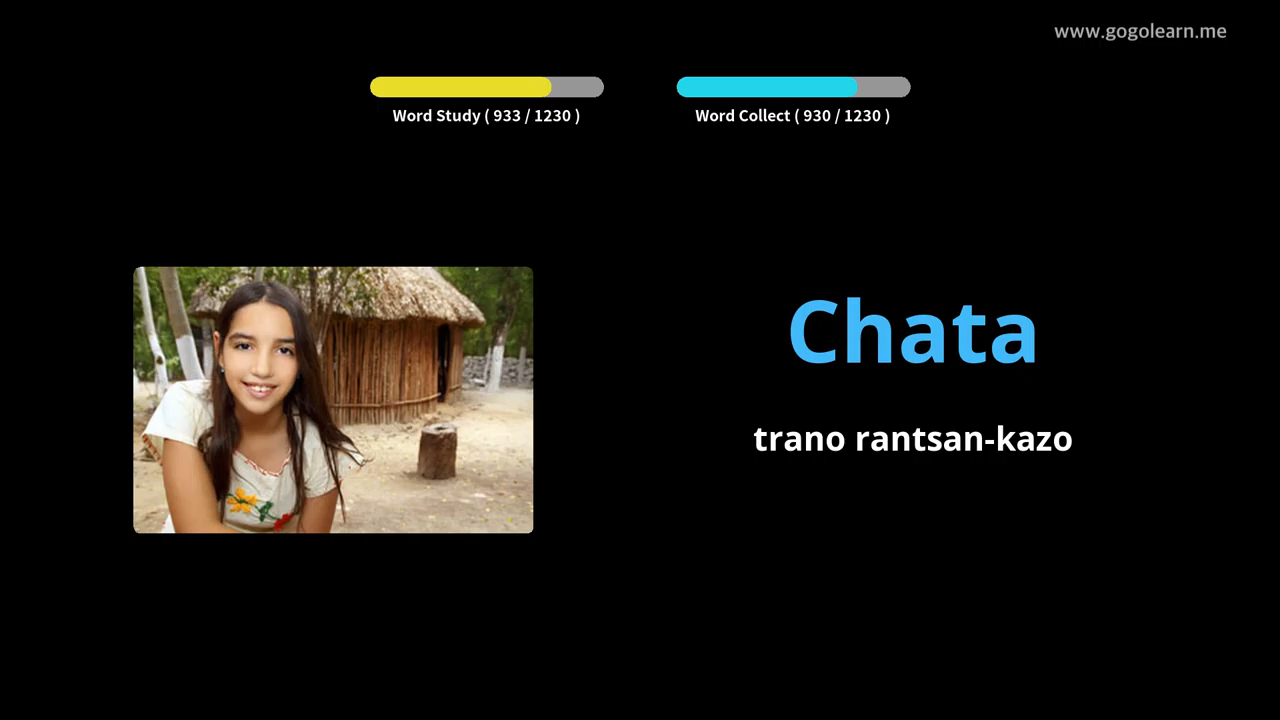 www.gogolearn.me
Word Study ( 933 / 1230 )
Word Collect ( 930 / 1230 )
Chata
trano rantsan-kazo